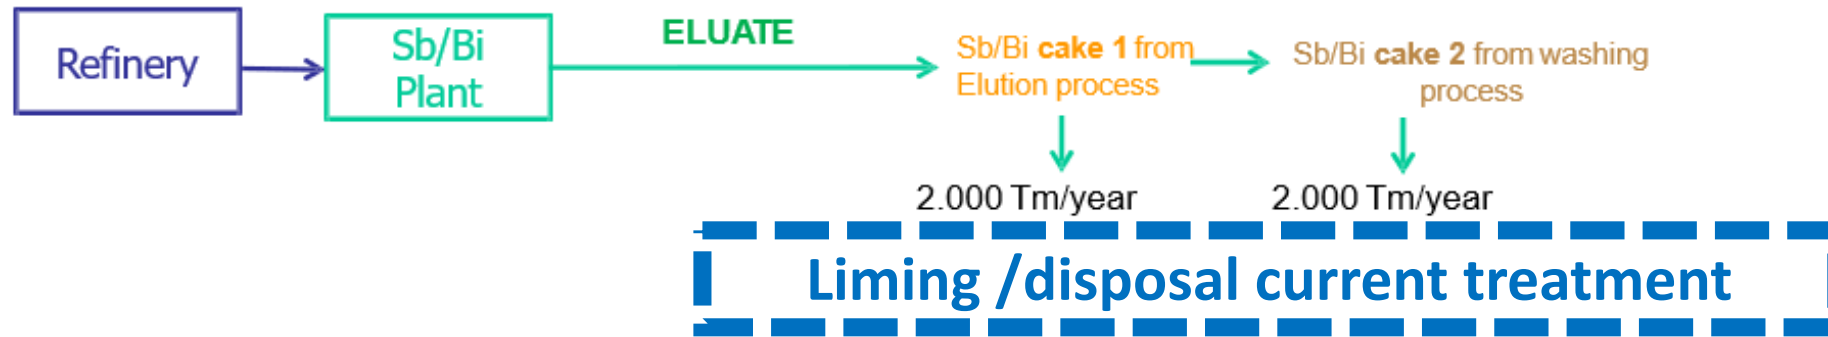 Refinery
Sb/Bi
Plant
ELUATE
Sb/Bi cake 1 from
Elution process
Sb/Bi cake 2 from washing
process
2.000 Tm/year
2.000 Tm/year
Liming /disposal current treatment